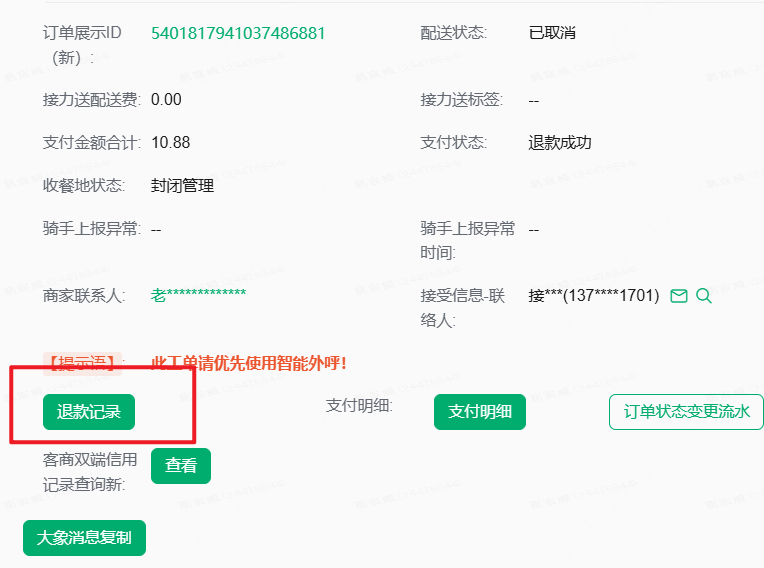 订单展示ID 5401817941037486881 配送状态: 已取消
（新）:
接力送配送费: 0.00 接力送标签: --
支付金额合计: 10.88 支付状态: 退款成功
收餐地状态: 封闭管理
骑手上报异常: -- 骑手上报异常 --
时间:
商家联系人: 老************* 接受信息-联 接***(137****1701)
络人:
【提示语】: 此工单请优先使用智能外呼!
退款记录 支付明细: 支付明细 订单状态变更流水
客商双端信用 查看
记录查询新:
大象消息复制